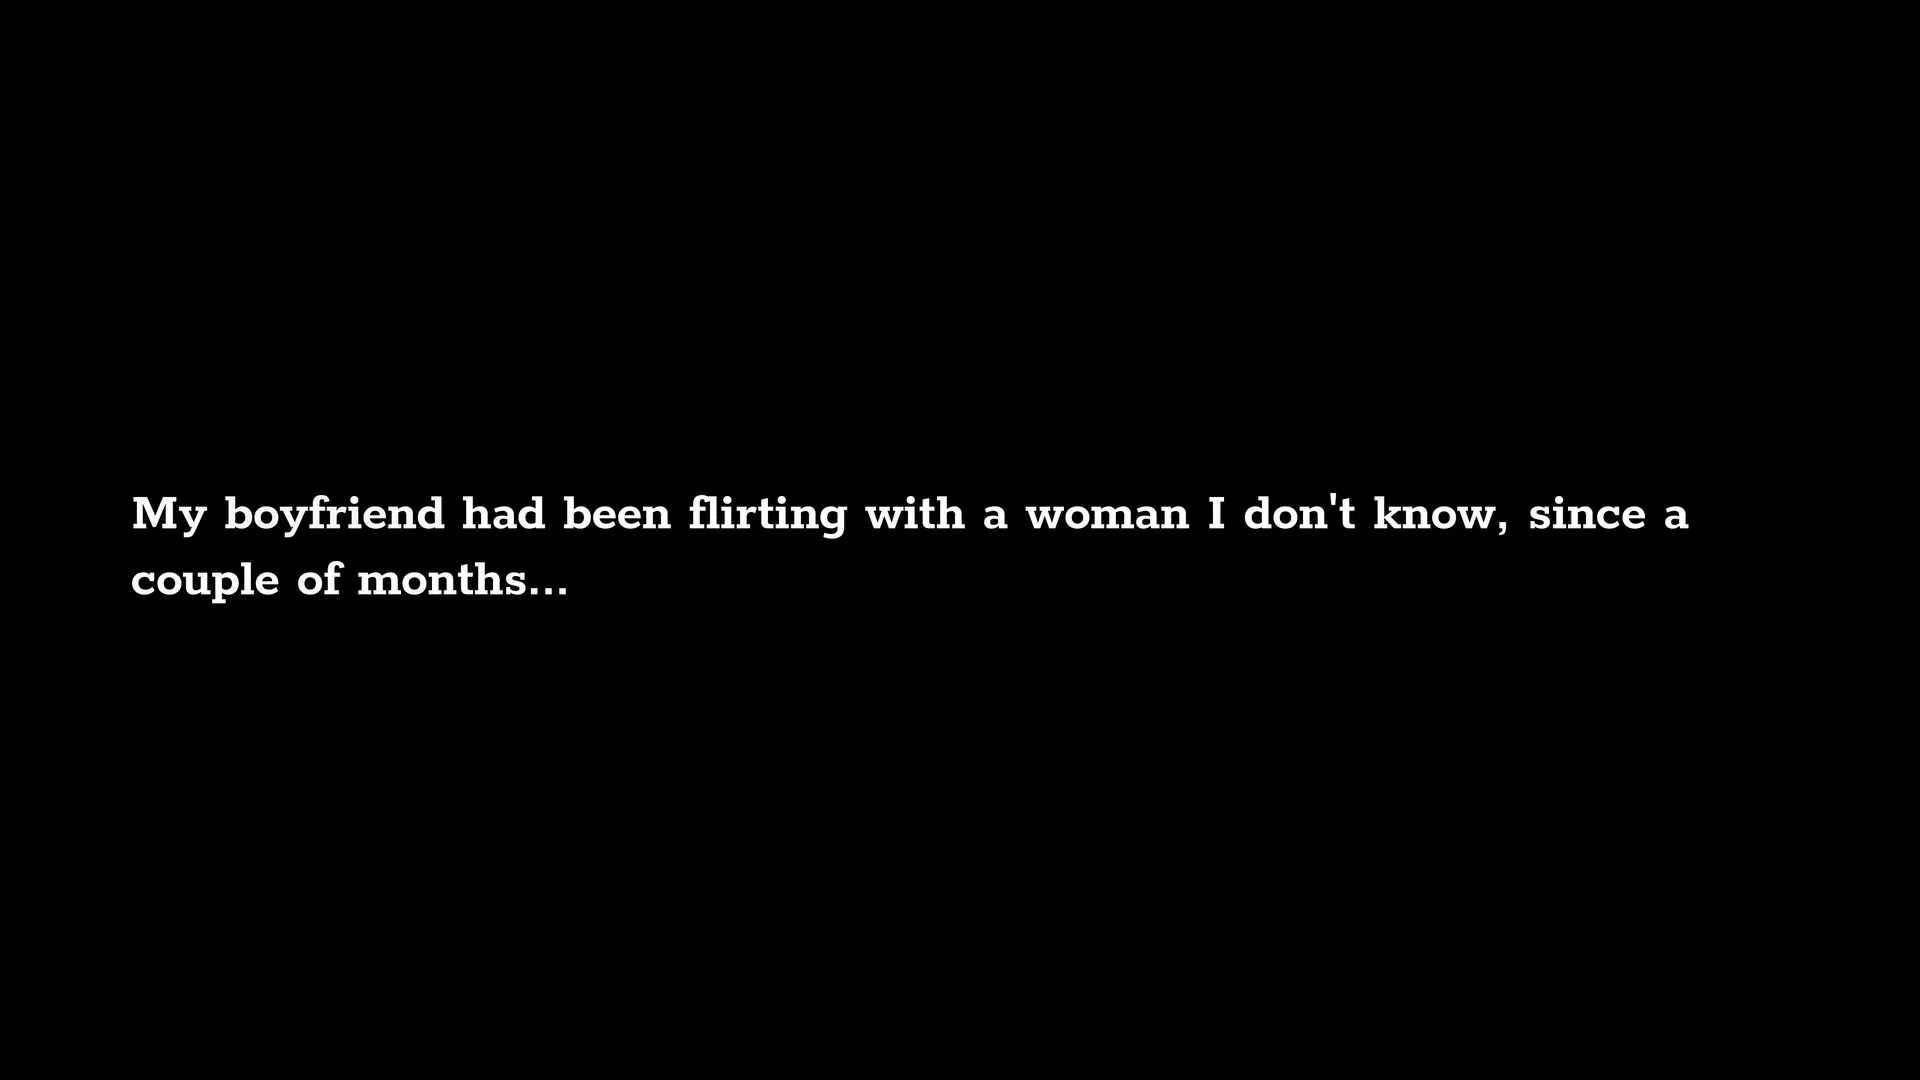 My boyfriend had been flirting with a woman I don't know, since a
couple of months...